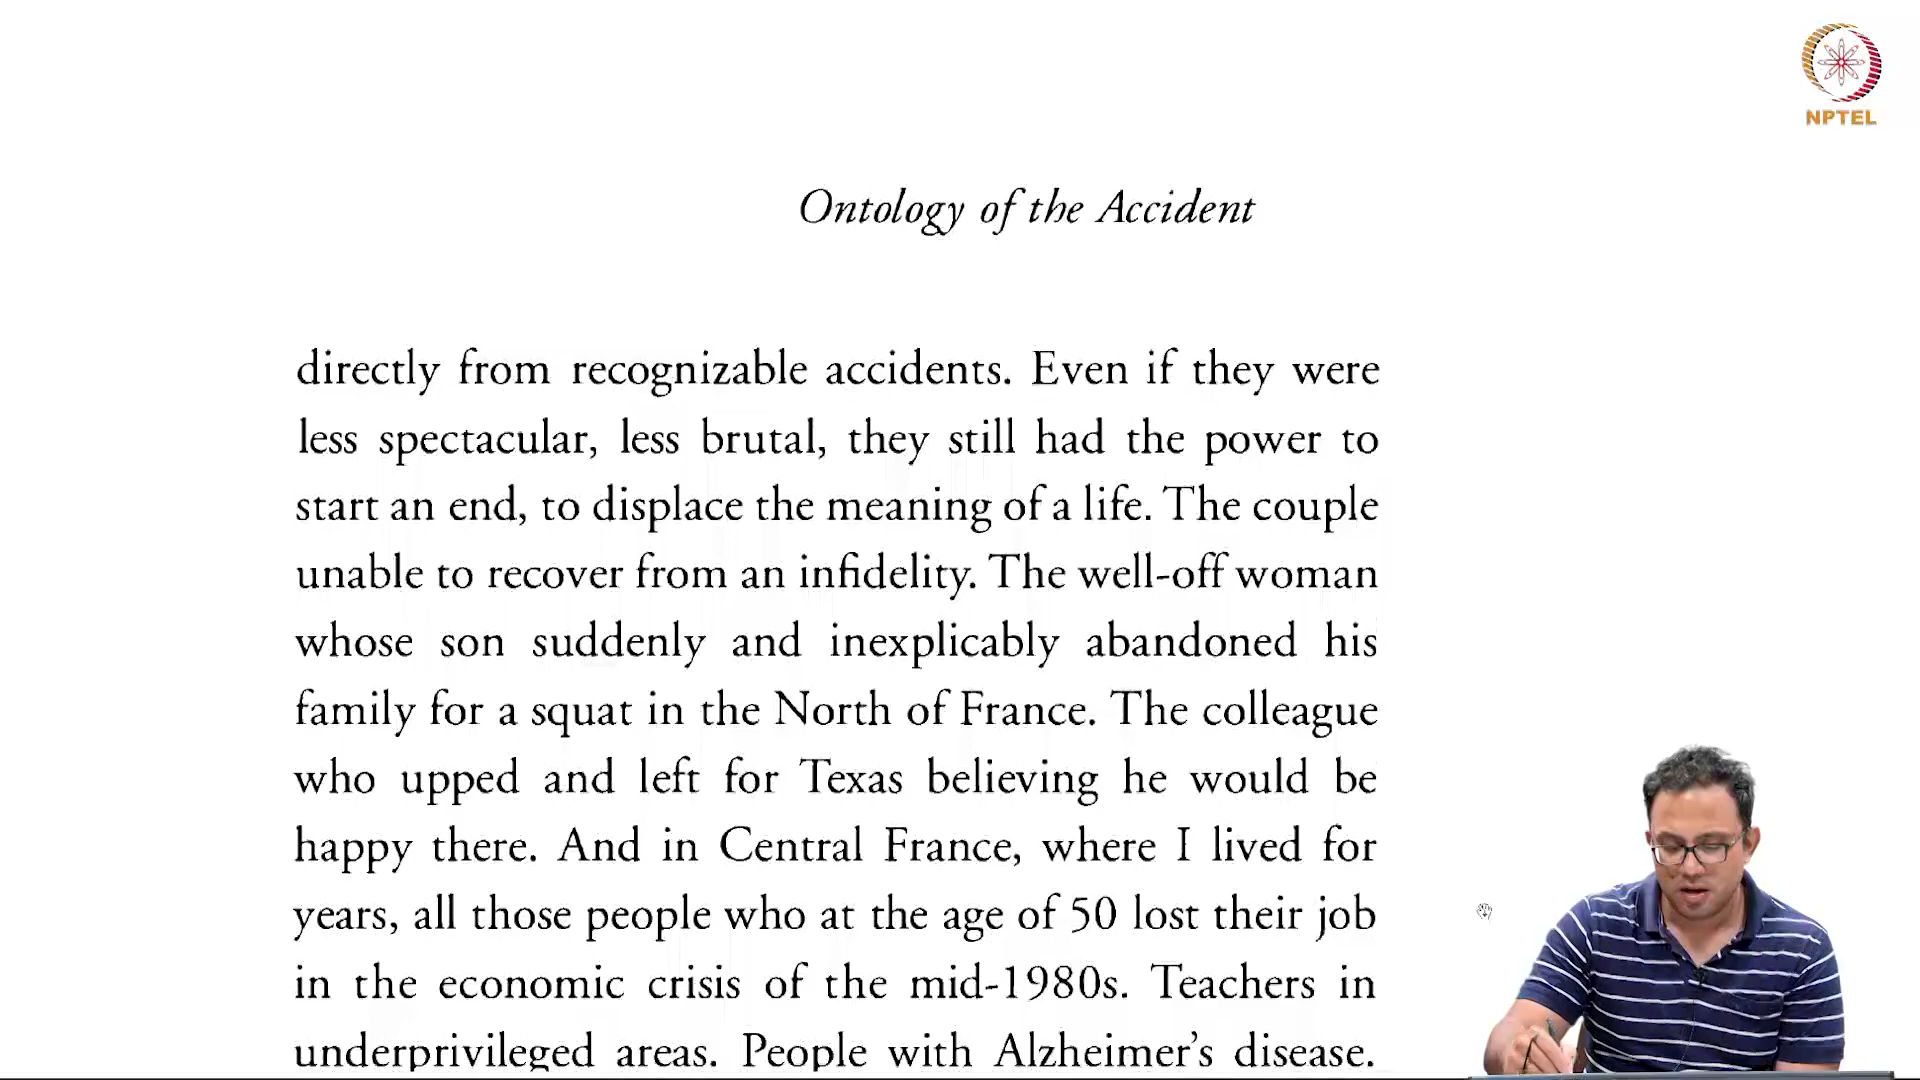 NPTEL
Ontology of the Accident
directly from recognizable accidents. Even if they were
less spectacular, less brutal, they still had the power to
start an end, to displace the meaning of a life. The couple
unable to recover from an infidelity. The well-off woman
whose son suddenly and inexplicably abandoned his
family for a squat in the North of France. The colleague
who upped and left for Texas believing he would be
happy there. And in Central France, where I lived for
years, all those people who at the age of 50 lost their job
in the economic crisis of the mid-1980s. Teachers in
underprivileged areas. People with Alzheimer’s disease.